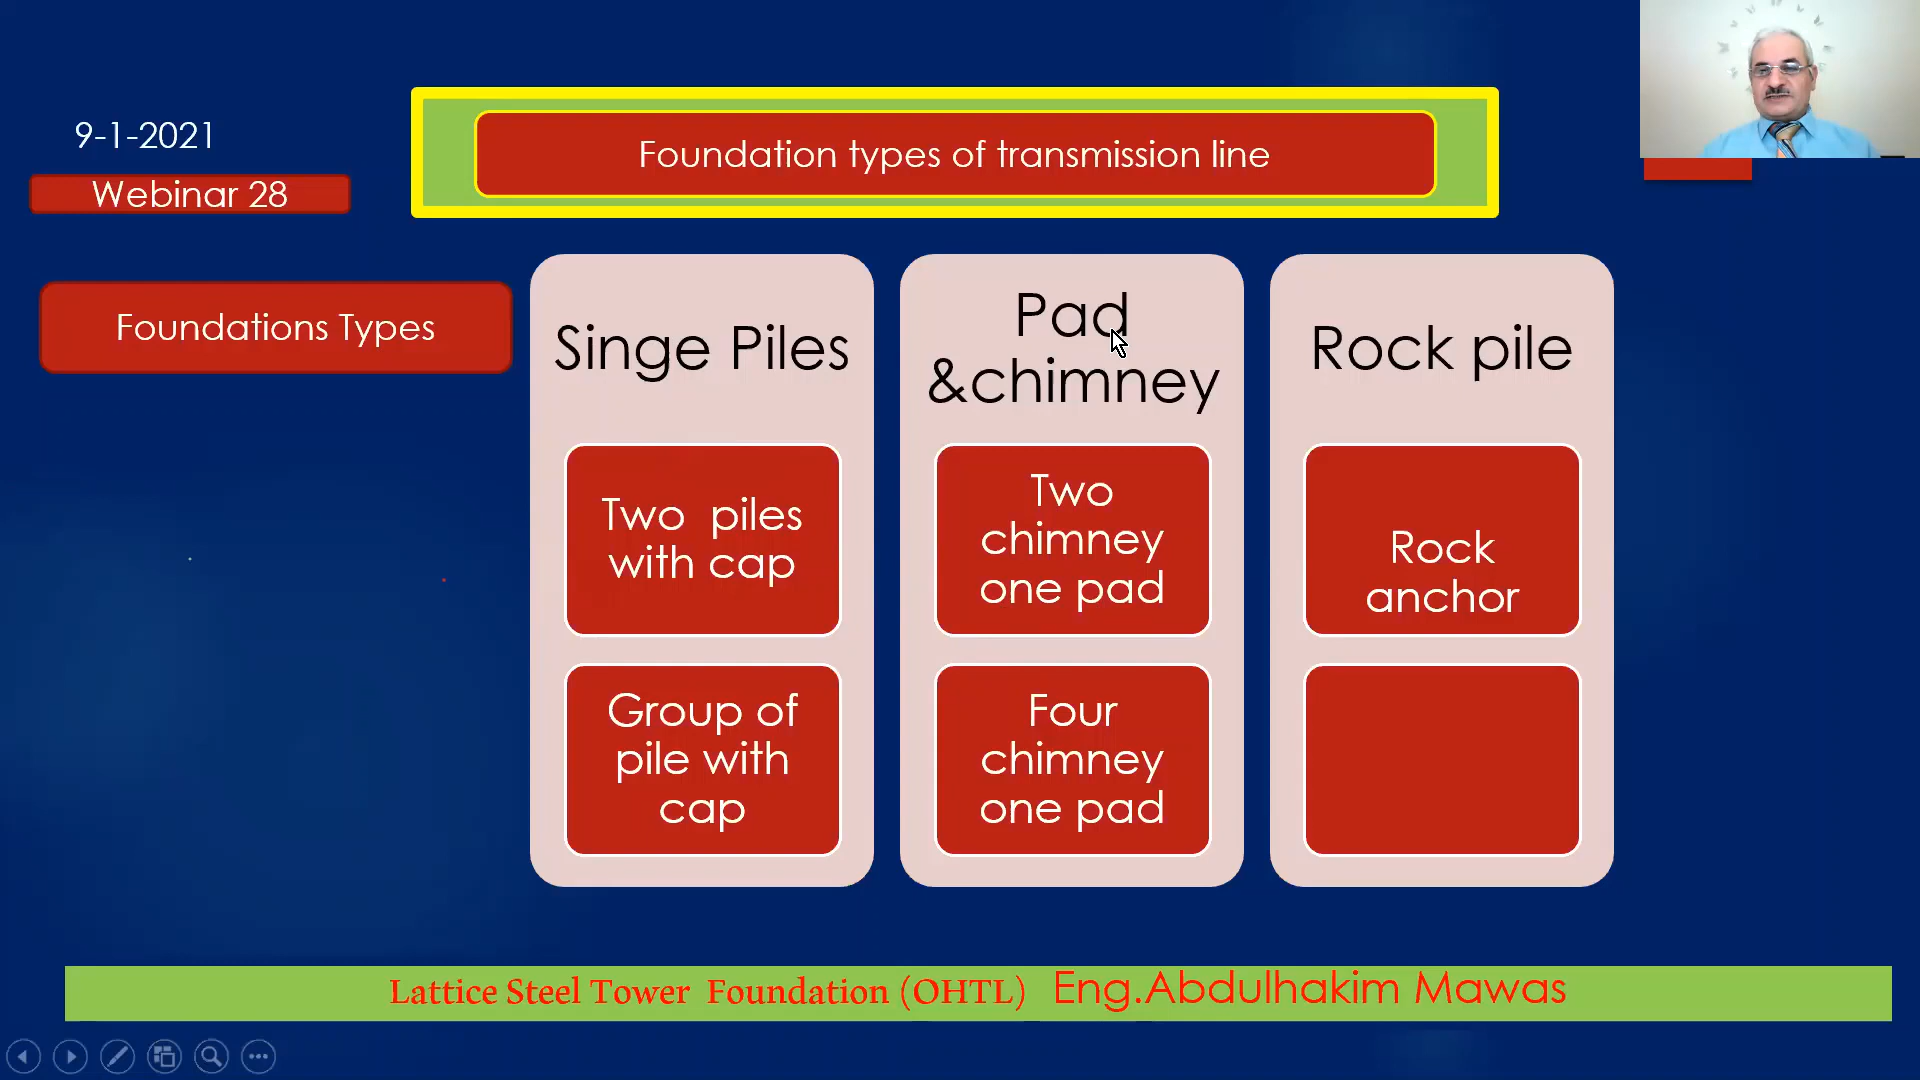 9-1-2021
Webinar 28
Foundation types of transmission line
Foundations Types
Singe Piles
Two piles
with cap
Group of
pile with
cap
Pad
&chimney
Two
chimney
one pad
Four
chimney
one pad
Rock pile
Rock
anchor
Lattice Steel Tower Foundation (OHTL) Eng.Abdulhakim Mawas